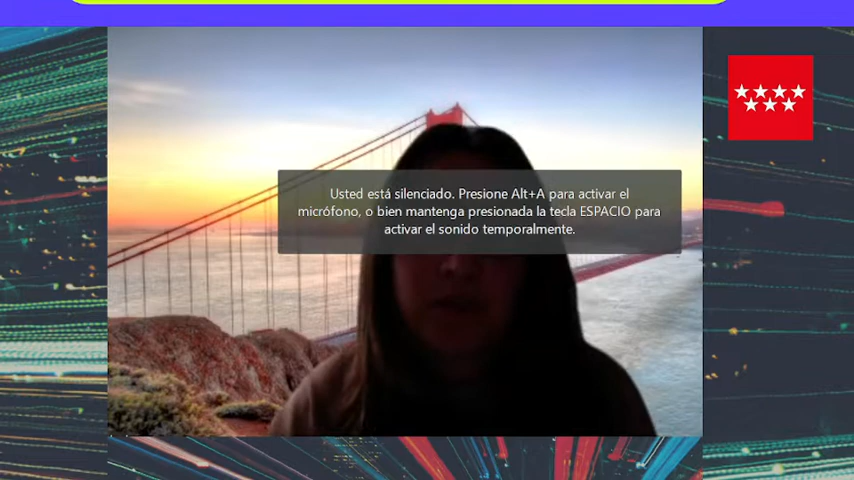 Usted está silenciado. Presione Alt+A para activar el
micrófono, o bien mantenga presionada la tecla ESPACIO para
activar el sonido temporalmente.